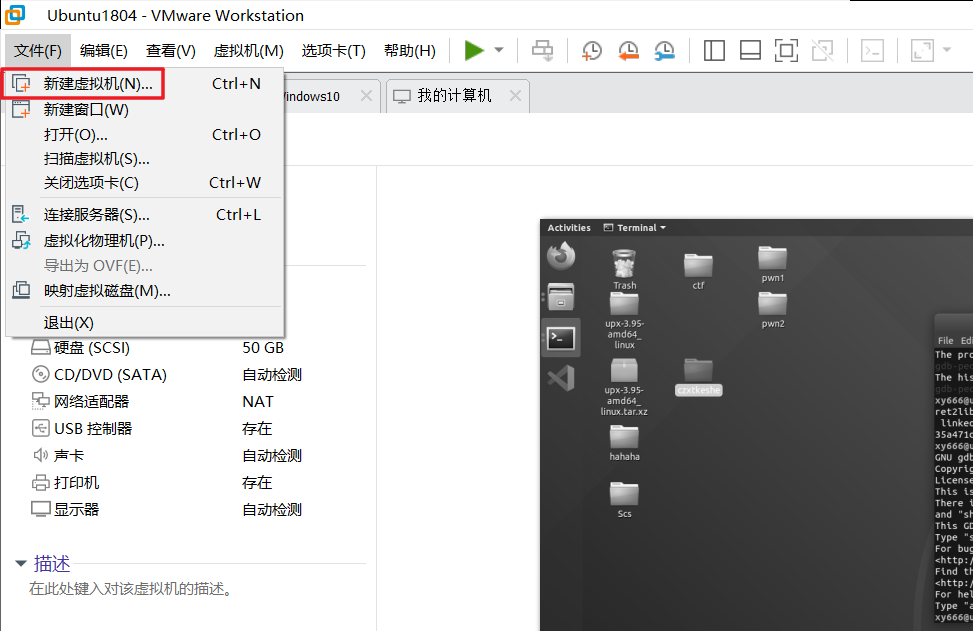 Ubuntu1804 - VMware Workstation
文件(F) 编辑(E) 查看(V) 虚拟机(M) 选项卡(T) 帮助(H)
新建虚拟机(N)... Ctrl+N
新建窗口(W)
打开(O)... Ctrl+O
扫描虚拟机(S)...
关闭选项卡(C) Ctrl+W
连接服务器(S)... Ctrl+L
虚拟化物理机(P)...
导出为 OVF(E)...
映射虚拟磁盘(M)...
退出(X)
indows10
我的计算机
硬盘 (SCSI) 50 GB
CD/DVD (SATA) 自动检测
网络适配器 NAT
USB 控制器 存在
声卡 自动检测
打印机 存在
显示器 自动检测
描述
在此处键入对该虚拟机的描述。
Activities Terminal
Trash
ctf
pwn1
upx-3.95-
amd64_
linux
pwn2
upx-3.95-
amd64_
linux.tar.xz
czxtkeshe
hahaha
Scs
File Edi
The pro
gdb-pe
The his
gdb-pe
xy666@u
ret2lib
linked
35a471c
xy666@u
GNU gdb
Copyrig
License
This is
There i
and "sh
This GD
Type "s
For bug
<http:/
Find th
<http:/
For hel
Type "a
xy666@u